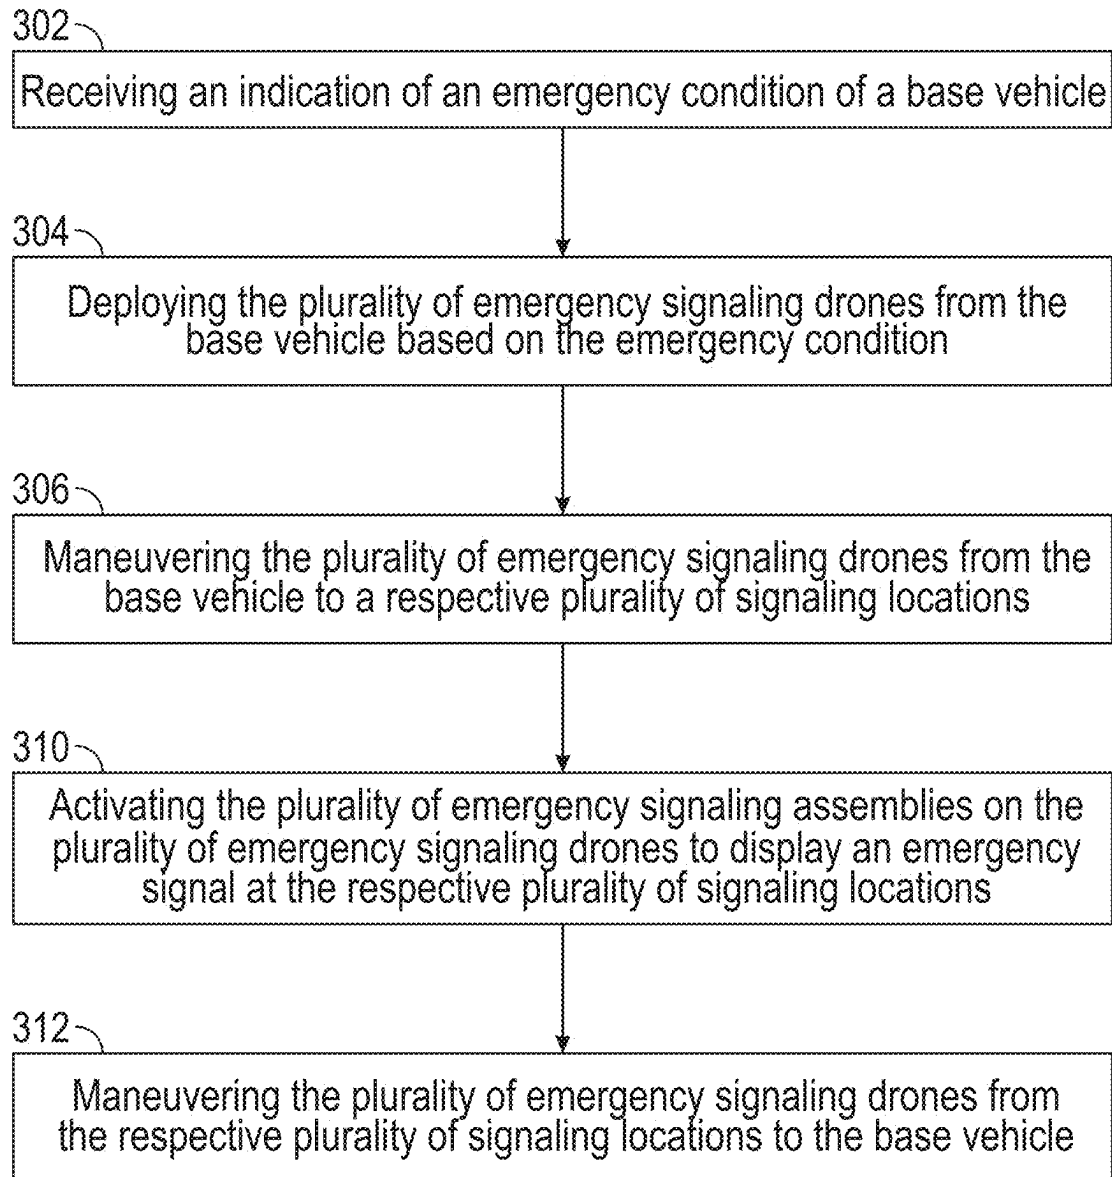 302
Receiving an indication of an emergency condition of a base vehicle
304
Deploying the plurality of emergency signaling drones from the
base vehicle based on the emergency condition
306
Maneuvering the plurality of emergency signaling drones from the
base vehicle to a respective plurality of signaling locations
310
Activating the plurality of emergency signaling assemblies on the
plurality of emergency signaling drones to display an emergency
signal at the respective plurality of signaling locations
312
Maneuvering the plurality of emergency signaling drones from
the respective plurality of signaling locations to the base vehicle